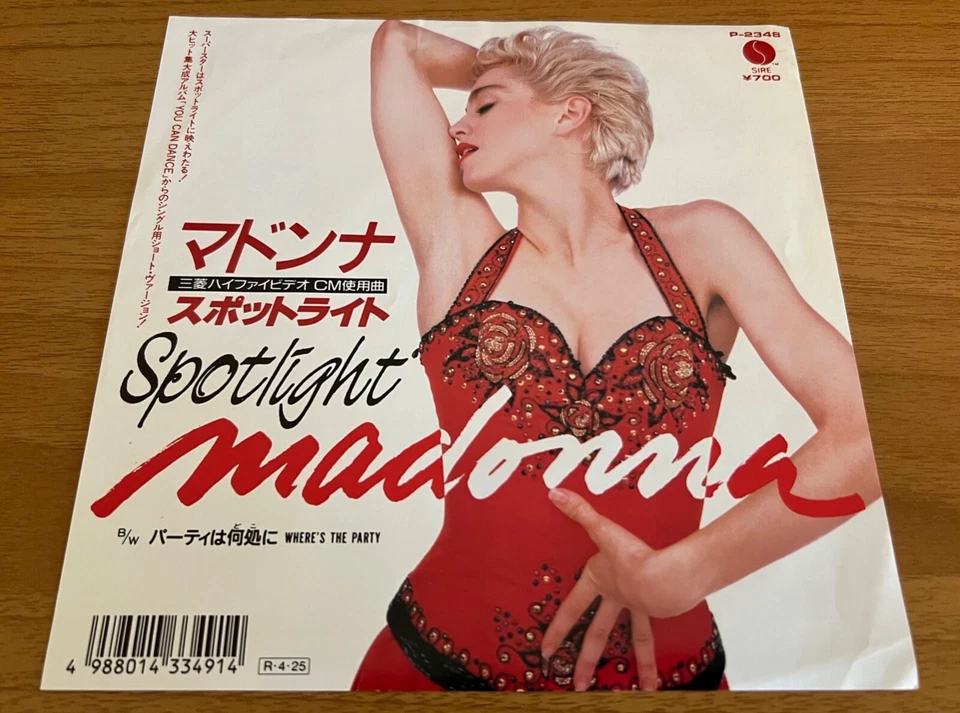 スーパースターはスポットライトに映えわたる!
大ヒット集大成アルバム「YOU CAN DANCE」からのシングル用ショート・ヴァージョン!
P-2348
SIRE
TM
¥700
マドンナ
三菱ハイファイビデオ CM使用曲
スポットライト
Spotlight
madonna
B/W パーティは何処に WHERE'S THE PARTY
どこ
4 988014 334914
R・4・25